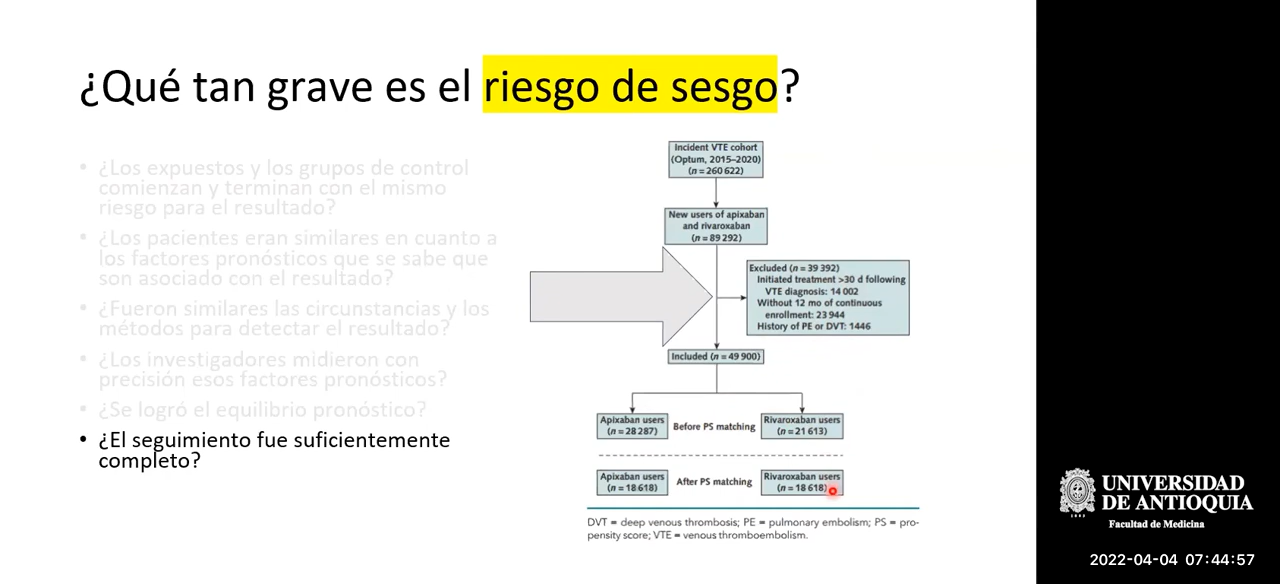 ¿Qué tan grave es el riesgo de sesgo?
• ¿Los expuestos y los grupos de control
comienzan y terminan con el mismo
riesgo para el resultado?
• ¿Los pacientes eran similares en cuanto a
los factores pronósticos que se sabe que
son asociado con el resultado?
• ¿Fueron similares las circunstancias y los
métodos para detectar el resultado?
• ¿Los investigadores midieron con
precisión esos factores pronósticos?
• ¿Se logró el equilibrio pronóstico?
• ¿El seguimiento fue suficientemente
completo?
Incident VTE cohort
(Optum, 2015–2020)
(n = 260 622)
New users of apixaban
and rivaroxaban
(n = 89 292)
Excluded (n = 39 392)
Initiated treatment >30 d following
VTE diagnosis: 14 002
Without 12 mo of continuous
enrollment: 23 944
History of PE or DVT: 1446
Included (n = 49 900)
Apixaban users
(n = 28 287)
Before PS matching
Rivaroxaban users
(n = 21 613)
Apixaban users
(n = 18 618)
After PS matching
Rivaroxaban users
(n = 18 618)
DVT = deep venous thrombosis; PE = pulmonary embolism; PS = pro-
pensity score; VTE = venous thromboembolism.
UNIVERSIDAD
DE ANTIOQUIA
1803
Facultad de Medicina
2022-04-04 07:44:57